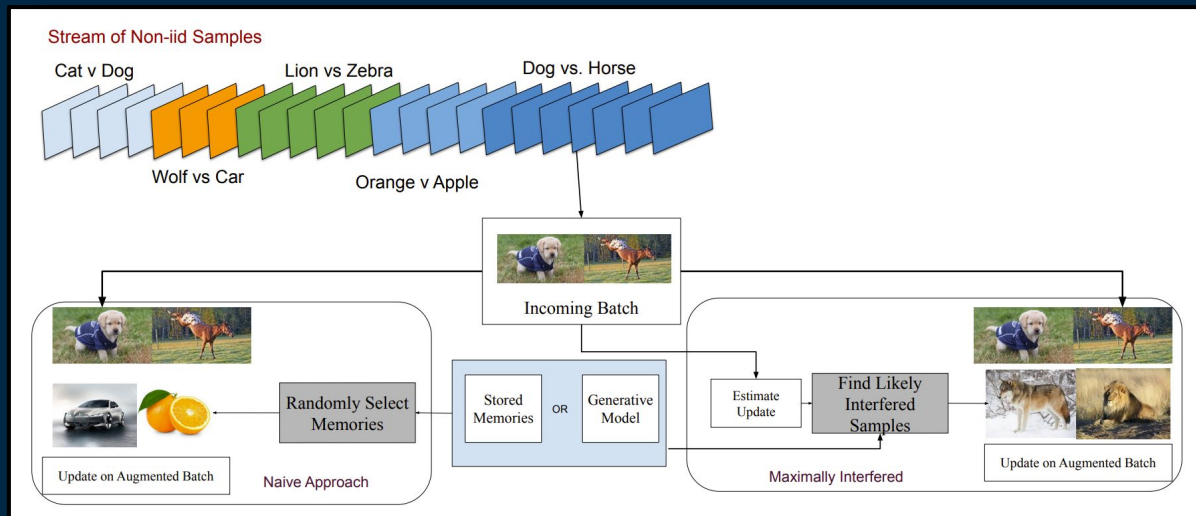 Stream of Non-iid Samples
Cat v Dog
Lion vs Zebra
Dog vs. Horse
Wolf vs Car
Orange v Apple
Incoming Batch
Randomly Select
Memories
Stored
Memories
OR
Generative
Model
Estimate
Update
Find Likely
Interfered
Samples
Update on Augmented Batch
Naive Approach
Maximally Interfered
Update on Augmented Batch